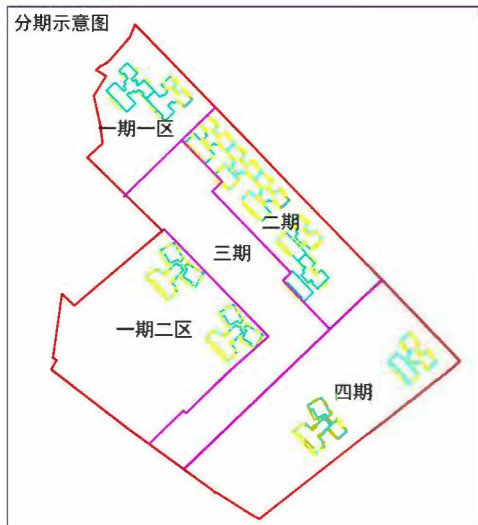 分期示意图
一期一区
二期
三期
一期二区
四期